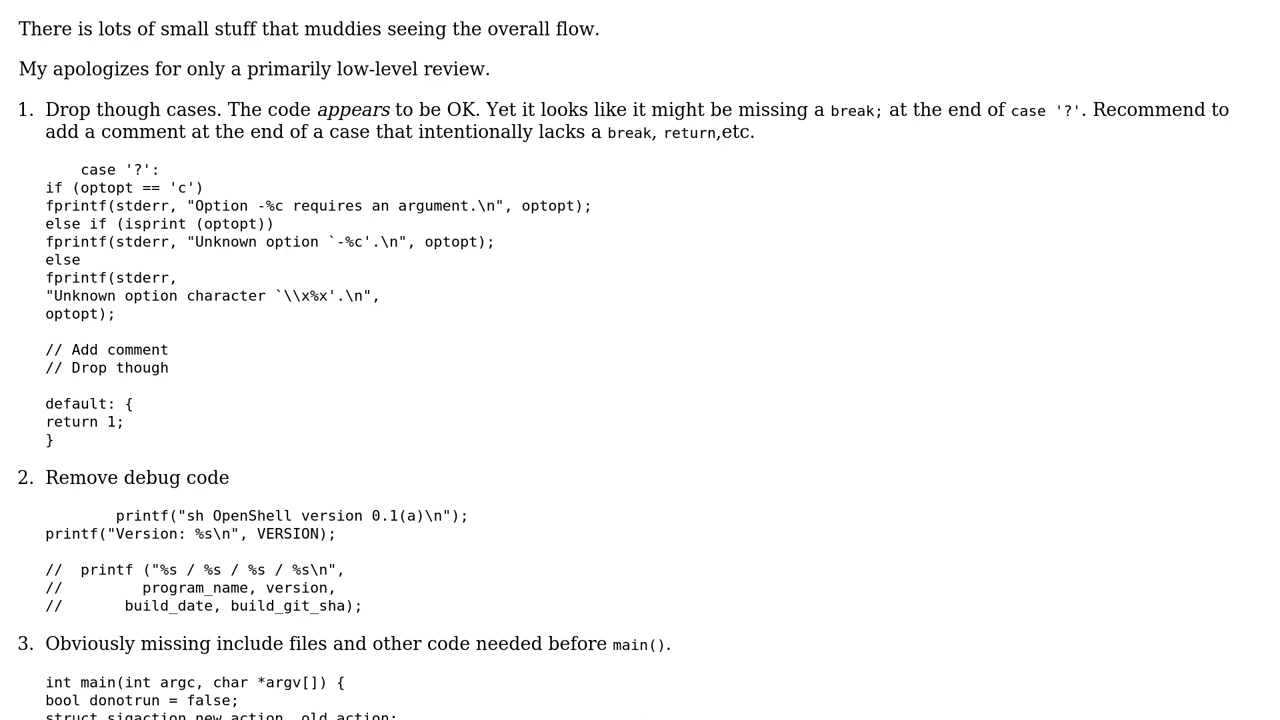 There is lots of small stuff that muddies seeing the overall flow.
My apologizes for only a primarily low-level review.
1. Drop though cases. The code appears to be OK. Yet it looks like it might be missing a break; at the end of case '?'. Recommend to
add a comment at the end of a case that intentionally lacks a break, return,etc.
    case '?':
if (optopt == 'c')
fprintf(stderr, "Option -%c requires an argument.\n", optopt);
else if (isprint (optopt))
fprintf(stderr, "Unknown option `-%c'.\n", optopt);
else
fprintf(stderr,
"Unknown option character `\\x%x'.\n",
optopt);
// Add comment
// Drop though
default: {
return 1;
}
2. Remove debug code
        printf("sh OpenShell version 0.1(a)\n");
printf("Version: %s\n", VERSION);
//  printf ("%s / %s / %s / %s\n",
//         program_name, version,
//       build_date, build_git_sha);
3. Obviously missing include files and other code needed before main().
int main(int argc, char *argv[]) {
bool donotrun = false;
struct sigaction new_action, old_action;